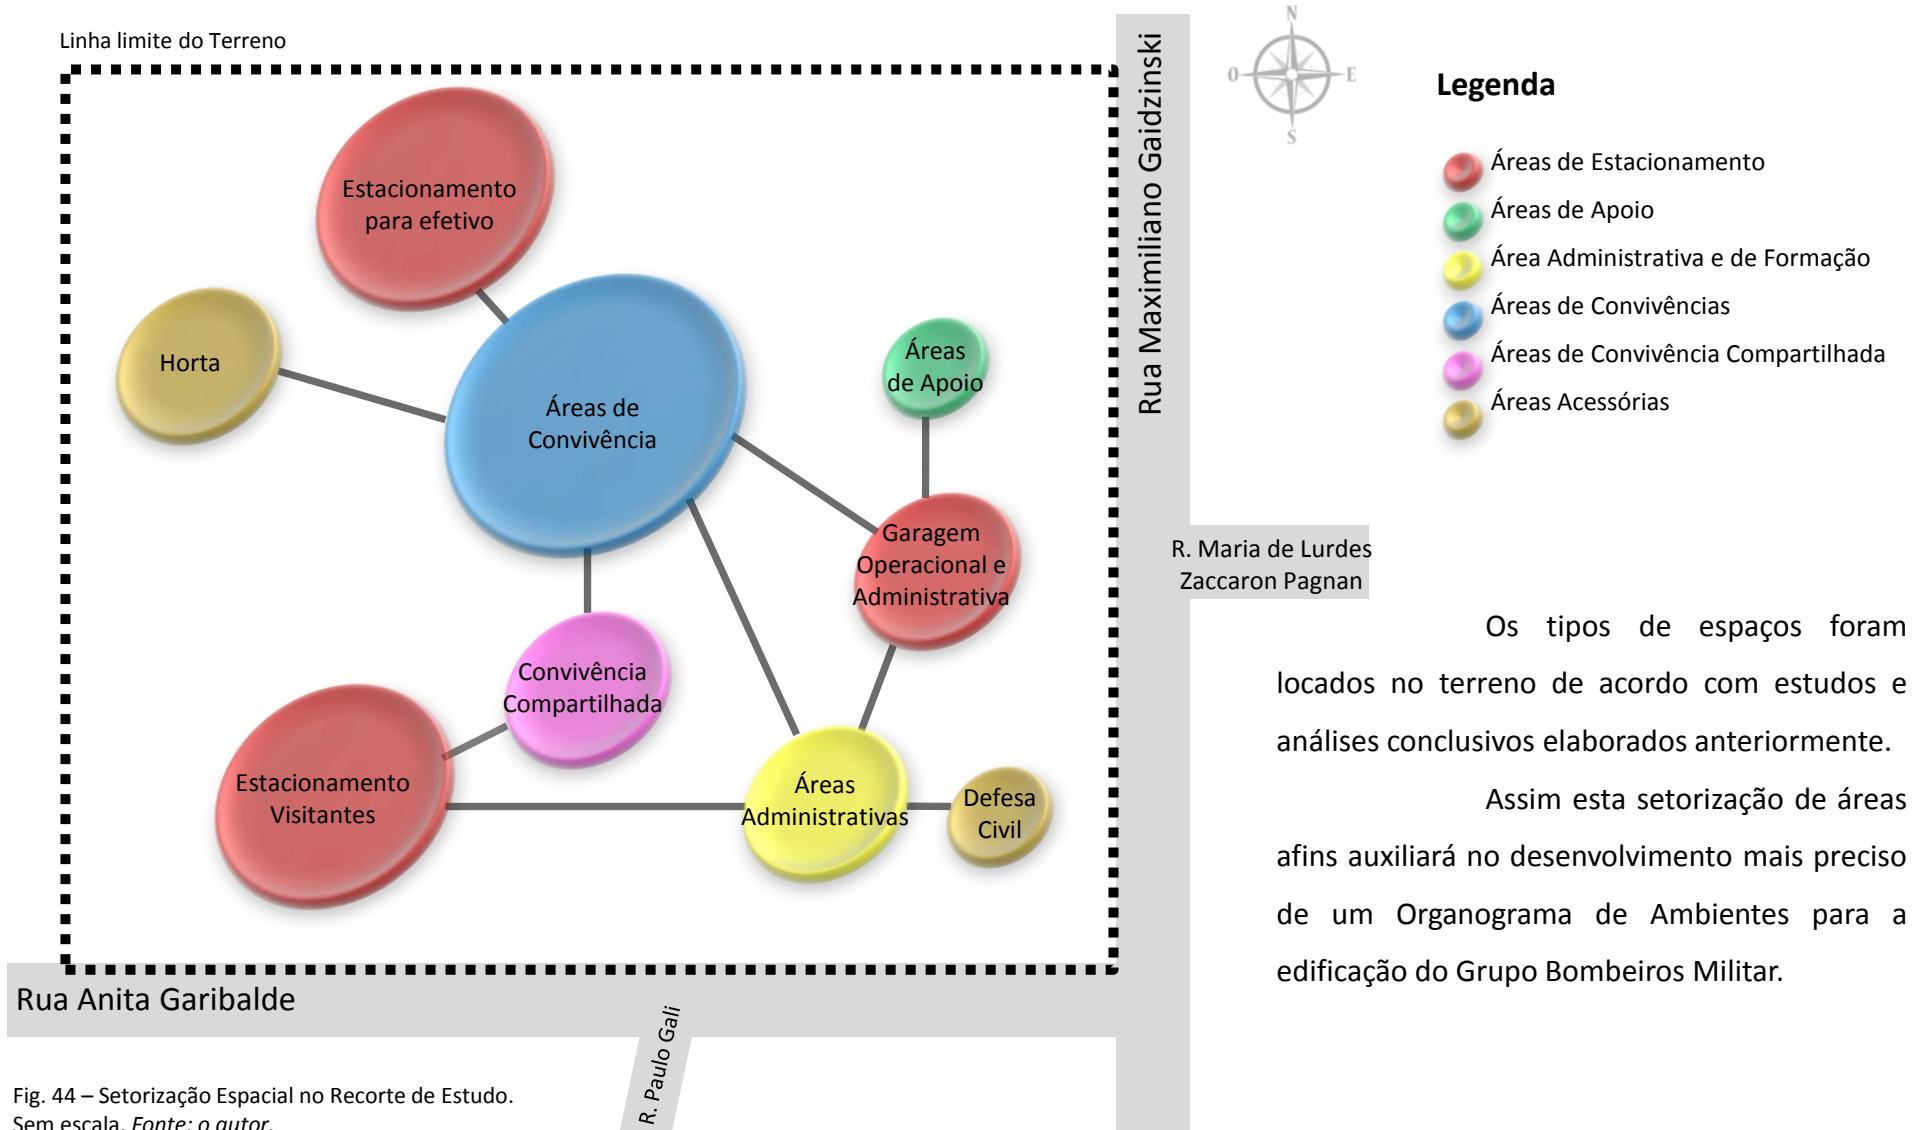 Linha limite do Terreno
Estacionamento
para efetivo
Horta
Áreas de
Convivência
Áreas
de Apoio
Garagem
Operacional e
Administrativa
Convivência
Compartilhada
Estacionamento
Visitantes
Áreas
Administrativas
Defesa
Civil
Rua Maximiliano Gaidzinski
R. Maria de Lurdes
Zaccaron Pagnan
Rua Anita Garibalde
R. Paulo Gali
N
O
E
S
Legenda
Áreas de Estacionamento
Áreas de Apoio
Área Administrativa e de Formação
Áreas de Convivências
Áreas de Convivência Compartilhada
Áreas Acessórias
Os tipos de espaços foram
locados no terreno de acordo com estudos e
análises conclusivos elaborados anteriormente.
Assim esta setorização de áreas
afins auxiliará no desenvolvimento mais preciso
de um Organograma de Ambientes para a
edificação do Grupo Bombeiros Militar.
Fig. 44 – Setorização Espacial no Recorte de Estudo.
Sem escala. Fonte: o autor.